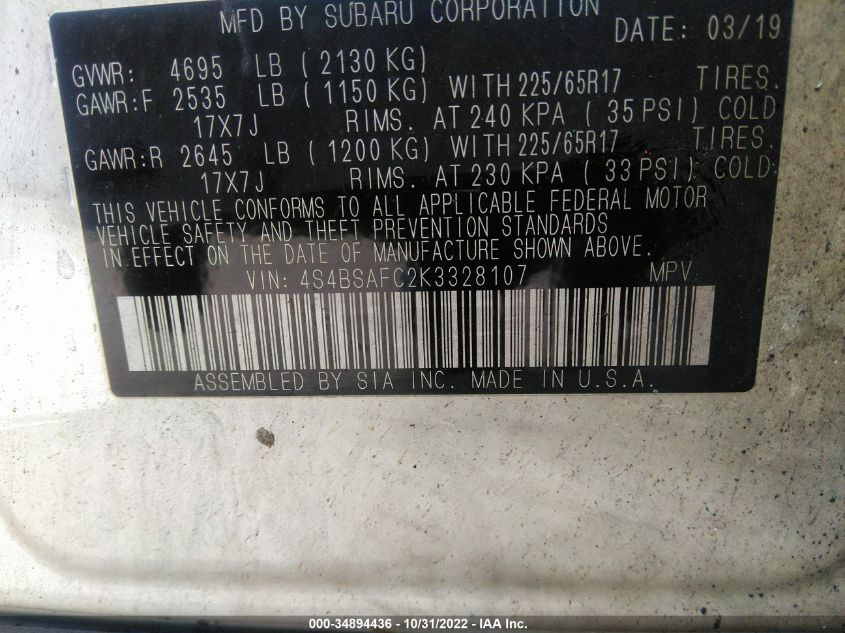 MFD BY SUBARU CORPORATION
DATE: 03/19
GVWR: 4695 LB ( 2130 KG)
GAWR:F 2535 LB ( 1150 KG) WITH 225/65R17 TIRES.
17X7J RIMS. AT 240 KPA ( 35 PSI) COLD
GAWR:R 2645 LB ( 1200 KG) WITH 225/65R17 TIRES.
17X7J RIMS. AT 230 KPA ( 33 PSI) COLD.
THIS VEHICLE CONFORMS TO ALL APPLICABLE FEDERAL MOTOR
VEHICLE SAFETY AND THEFT PREVENTION STANDARDS
IN EFFECT ON THE DATE OF MANUFACTURE SHOWN ABOVE.
VIN: 4S4BSAFC2K3328107 MPV
ASSEMBLED BY SIA INC. MADE IN U.S.A.
000-34894436 - 10/31/2022 - IAA Inc.